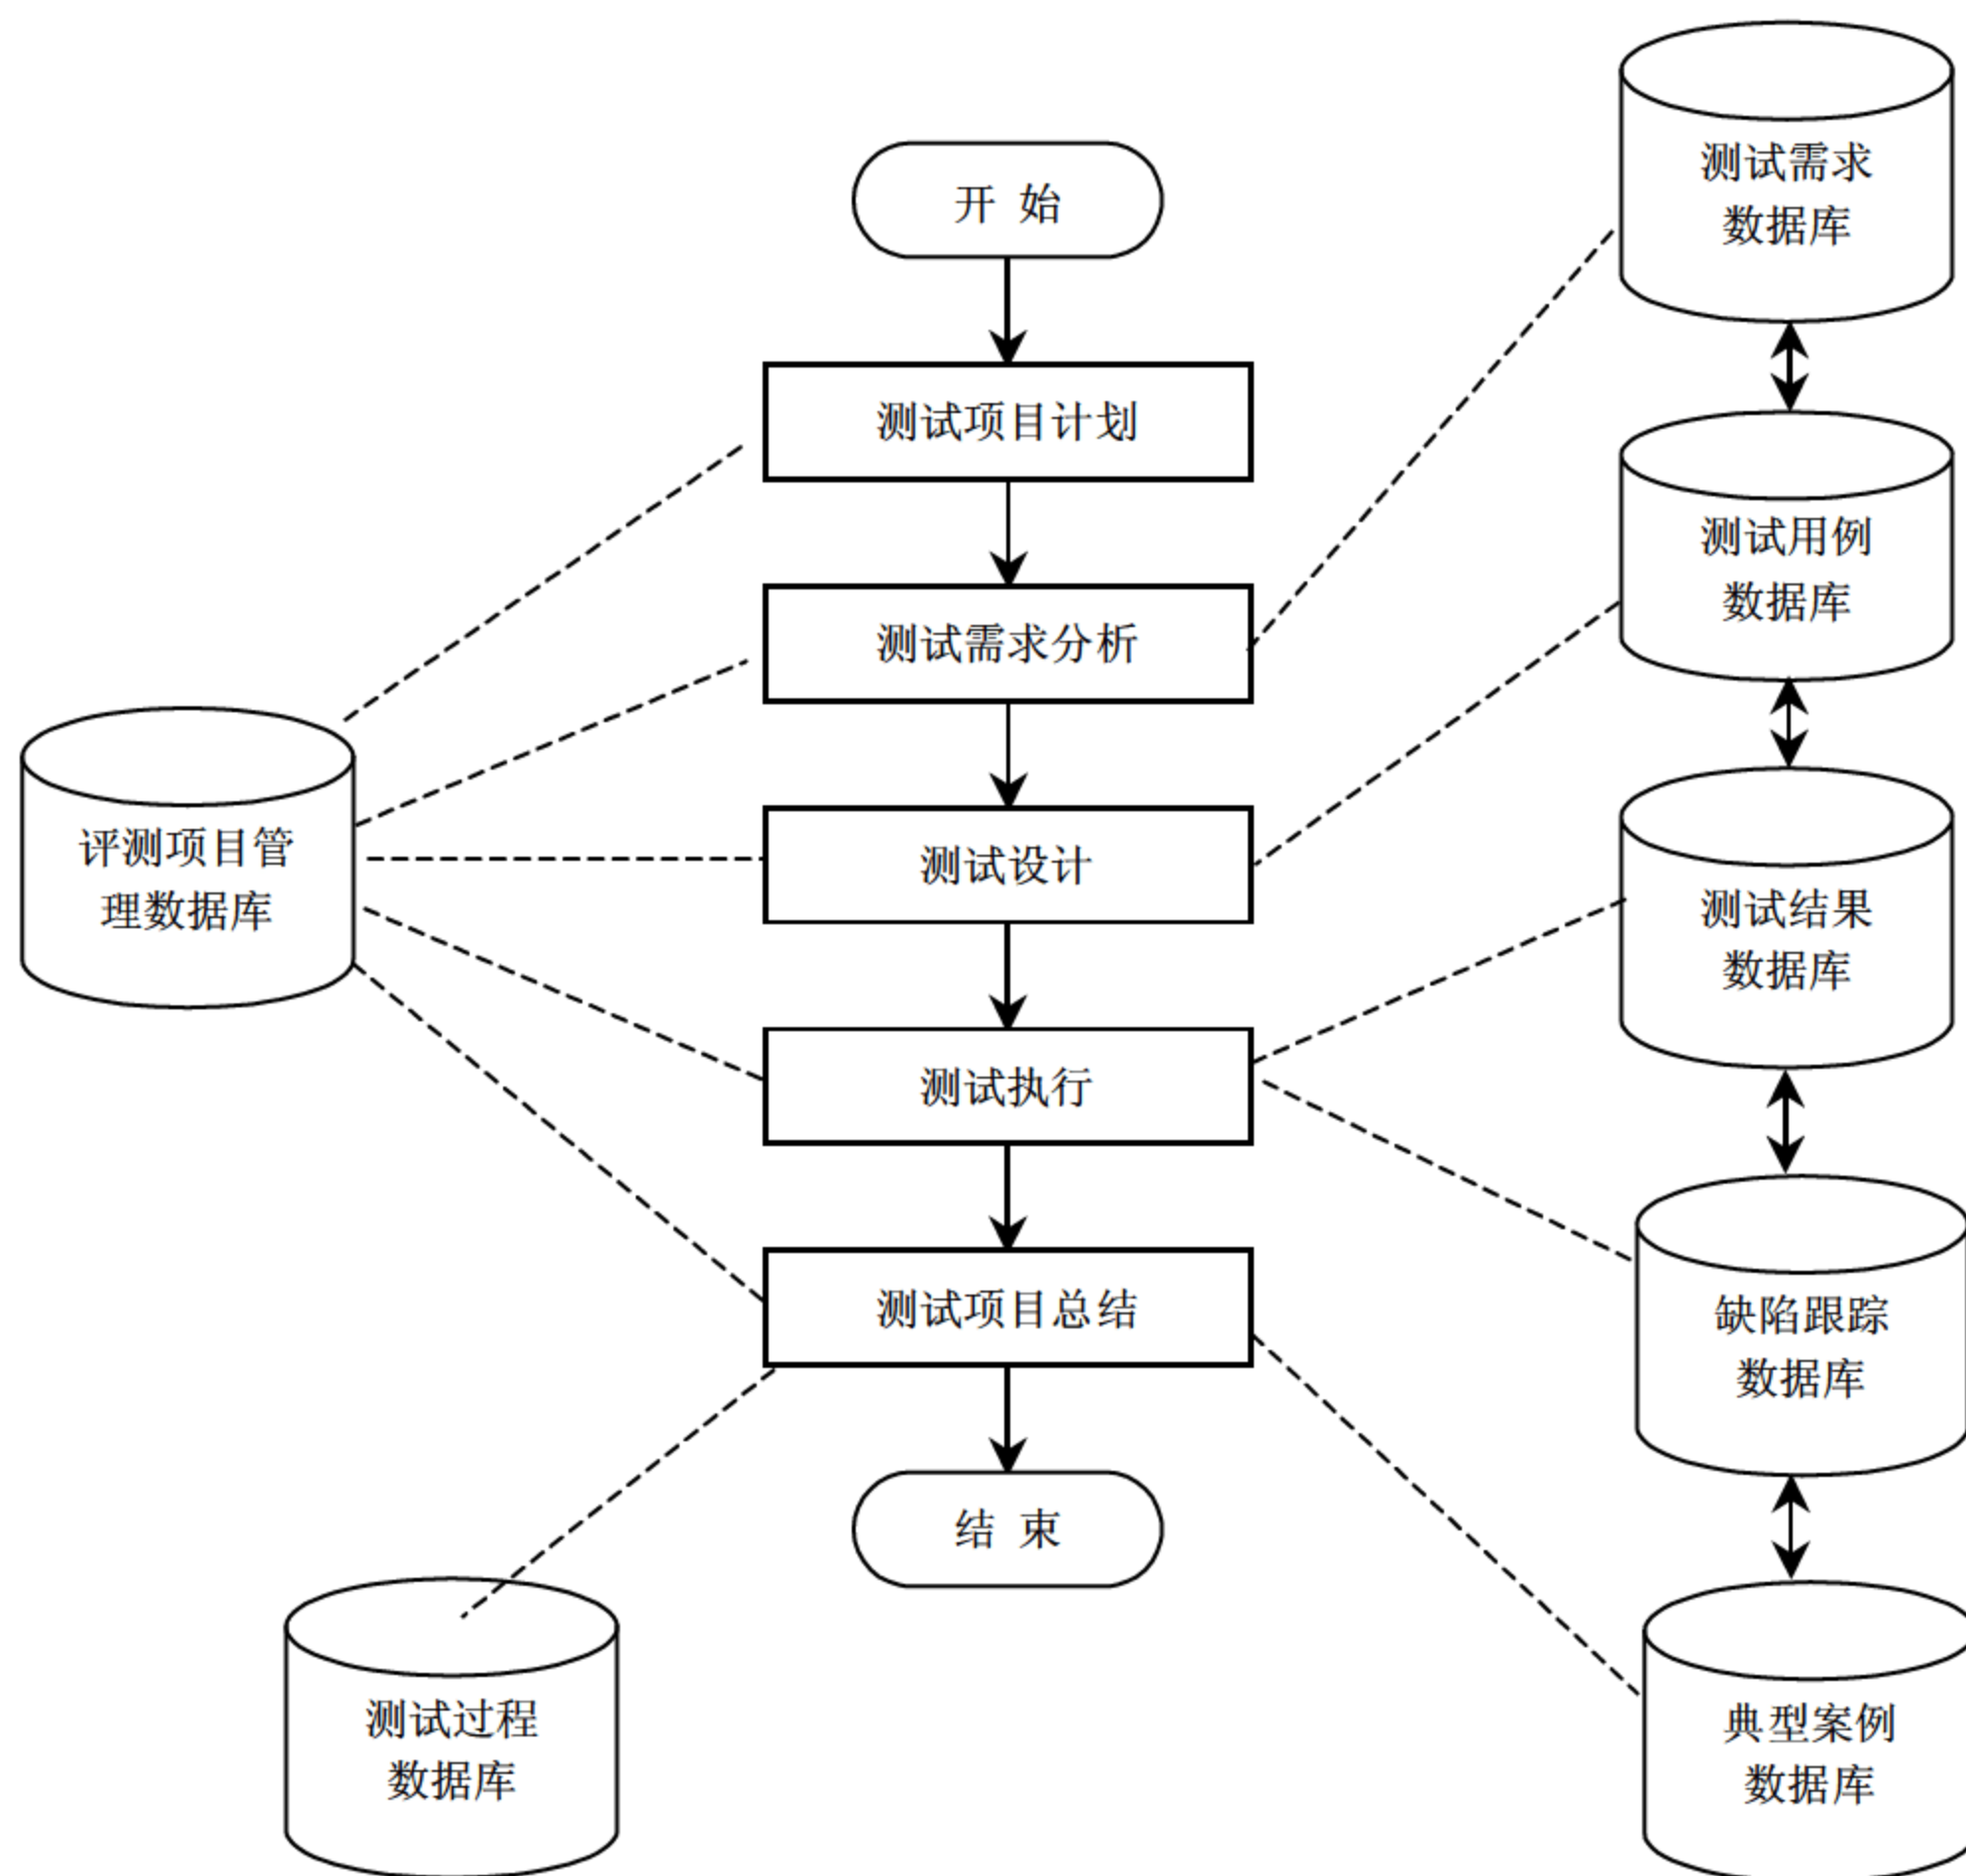 开 始
测试项目计划
测试需求分析
测试设计
测试执行
测试项目总结
结 束
评测项目管
理数据库
测试过程
数据库
测试需求
数据库
测试用例
数据库
测试结果
数据库
缺陷跟踪
数据库
典型案例
数据库